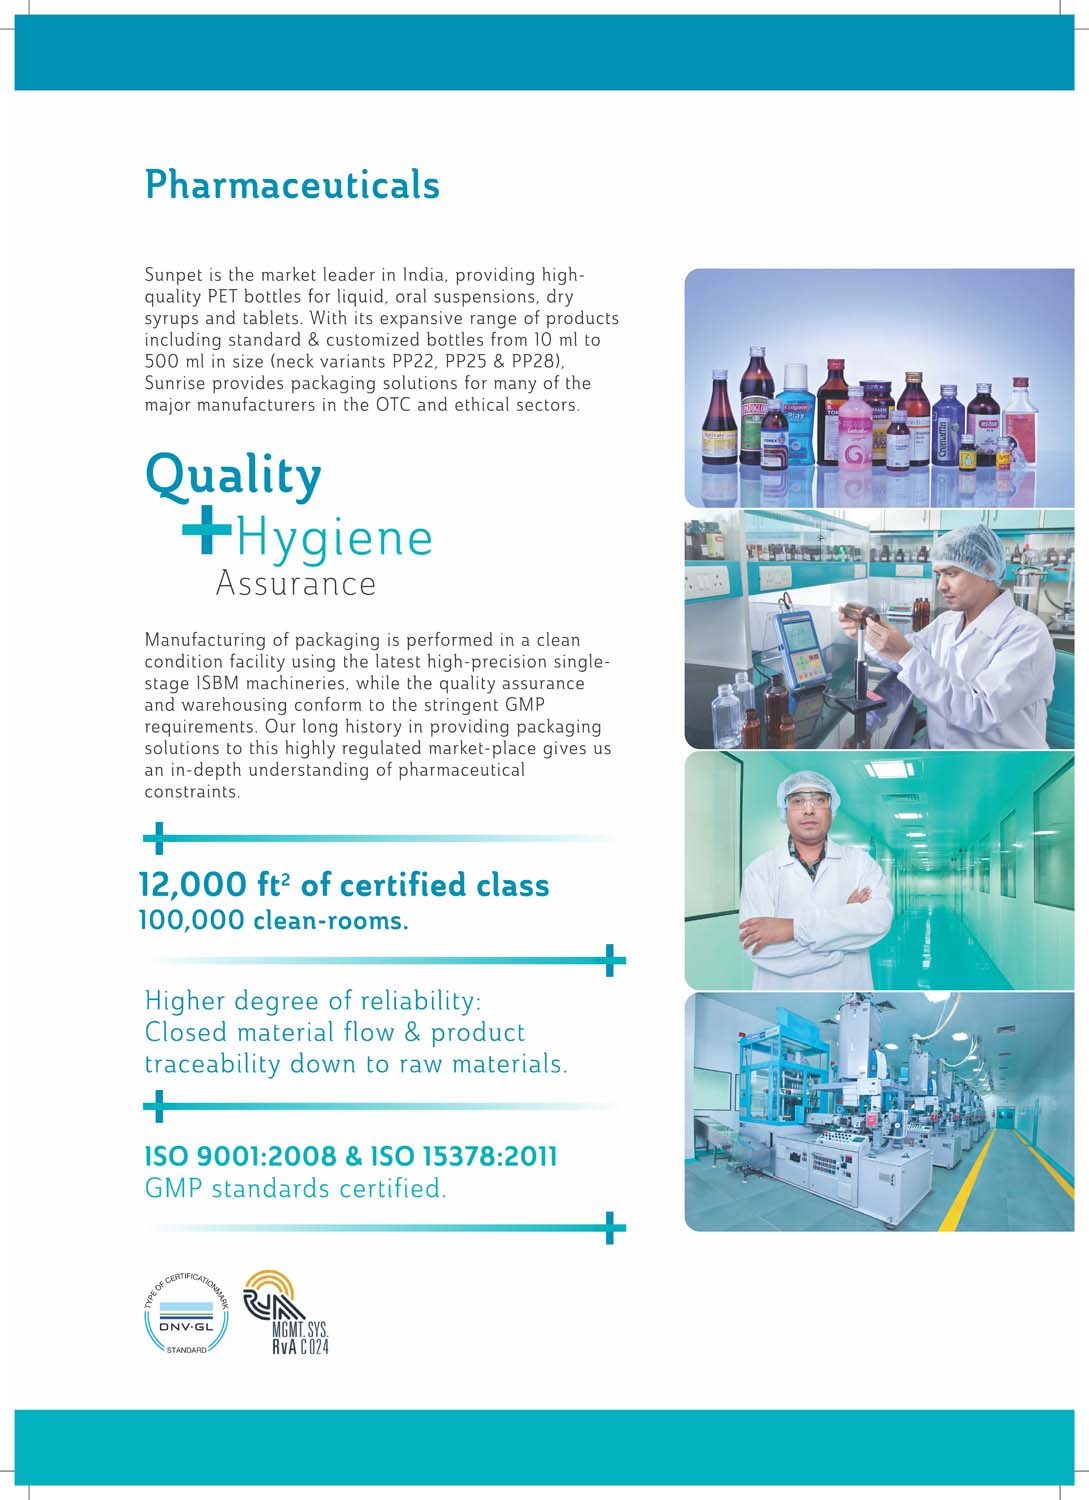 Pharmaceuticals
Sunpet is the market leader in India, providing high-
quality PET bottles for liquid, oral suspensions, dry
syrups and tablets. With its expansive range of products
including standard & customized bottles from 10 ml to
500 ml in size (neck variants PP22, PP25 & PP28),
Sunrise provides packaging solutions for many of the
major manufacturers in the OTC and ethical sectors.
Quality
+Hygiene
Assurance
Manufacturing of packaging is performed in a clean
condition facility using the latest high-precision single-
stage ISBM machineries, while the quality assurance
and warehousing conform to the stringent GMP
requirements. Our long history in providing packaging
solutions to this highly regulated market-place gives us
an in-depth understanding of pharmaceutical
constraints.
12,000 ft² of certified class
100,000 clean-rooms.
Higher degree of reliability:
Closed material flow & product
traceability down to raw materials.
ISO 9001:2008 & ISO 15378:2011
GMP standards certified.
TYPE OF CERTIFICATIONMARK
DNV·GL
STANDARD
RvA
MGMT. SYS.
RvA C 024
Colgate
Plax